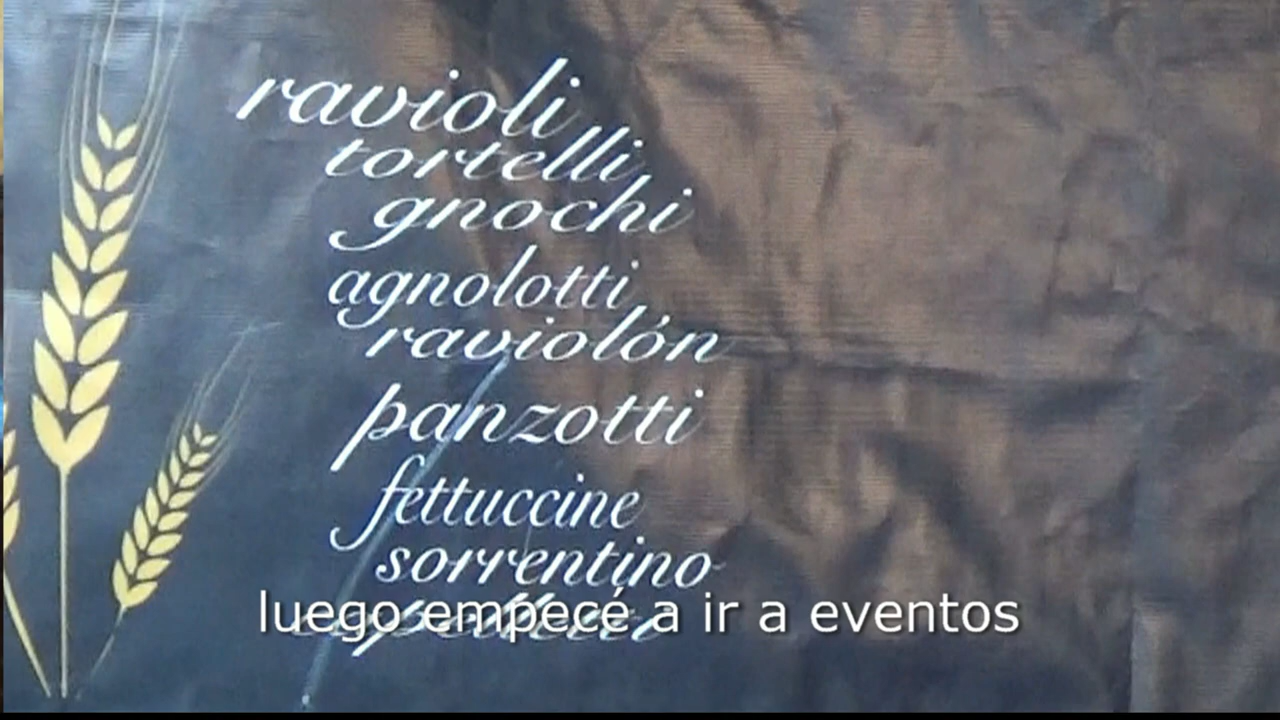 ravioli
tortelli
gnochi
agnolotti
raviolón
panzotti
fettuccine
sorrentino
luego empecé a ir a eventos